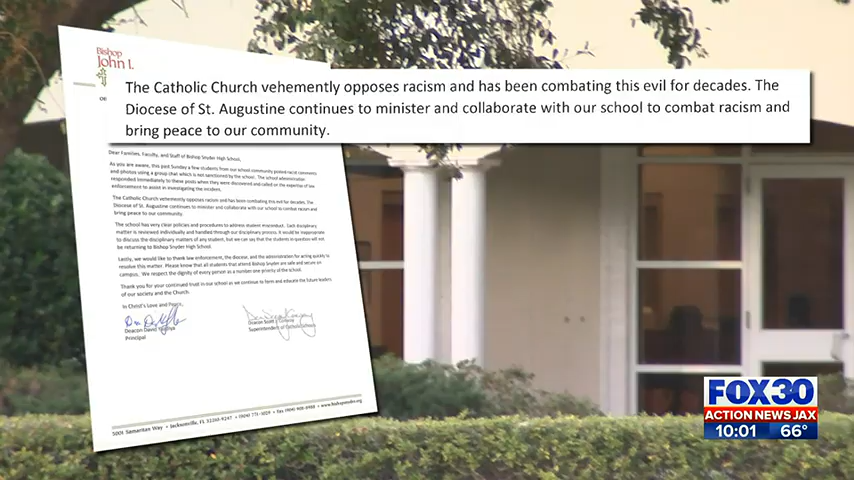 Bishop
John J.
The Catholic Church vehemently opposes racism and has been combating this evil for decades. The
Diocese of St. Augustine continues to minister and collaborate with our school to combat racism and
bring peace to our community.
Dear Families, Faculty, and Staff of Bishop Snyder High School,
As you are aware, this past Sunday a few students from our school community posted racist comments
and photos using a group chat which is not sanctioned by the school. The school administration
responded immediately to these posts when they were discovered and called on the expertise of law
enforcement to assist in investigating the incident.
The Catholic Church vehemently opposes racism and has been combating this evil for decades. The
Diocese of St. Augustine continues to minister and collaborate with our school to combat racism and
bring peace to our community.
The school has very clear policies and procedures to address student misconduct. Each disciplinary
matter is reviewed individually and handled through our disciplinary process. It would be inappropriate
to discuss the disciplinary matters of any student, but we can say that the students in question will not
be returning to Bishop Snyder High School.
Lastly, we would like to thank law enforcement, the diocese, and the administration for acting quickly to
resolve this matter. Please know that all students that attend Bishop Snyder are safe and secure on
campus. We respect the dignity of every person as a number one priority of the school.
Thank you for your continued trust in our school as we continue to form and educate the future leaders
of our society and the Church.
In Christ's Love and Peace,
Deacon David
Principal
Deacon Scott
Superintendent of Catholic Schools
5001 Samaritan Way • Jacksonville, FL
FOX30
ACTION NEWS JAX
10:01 66°